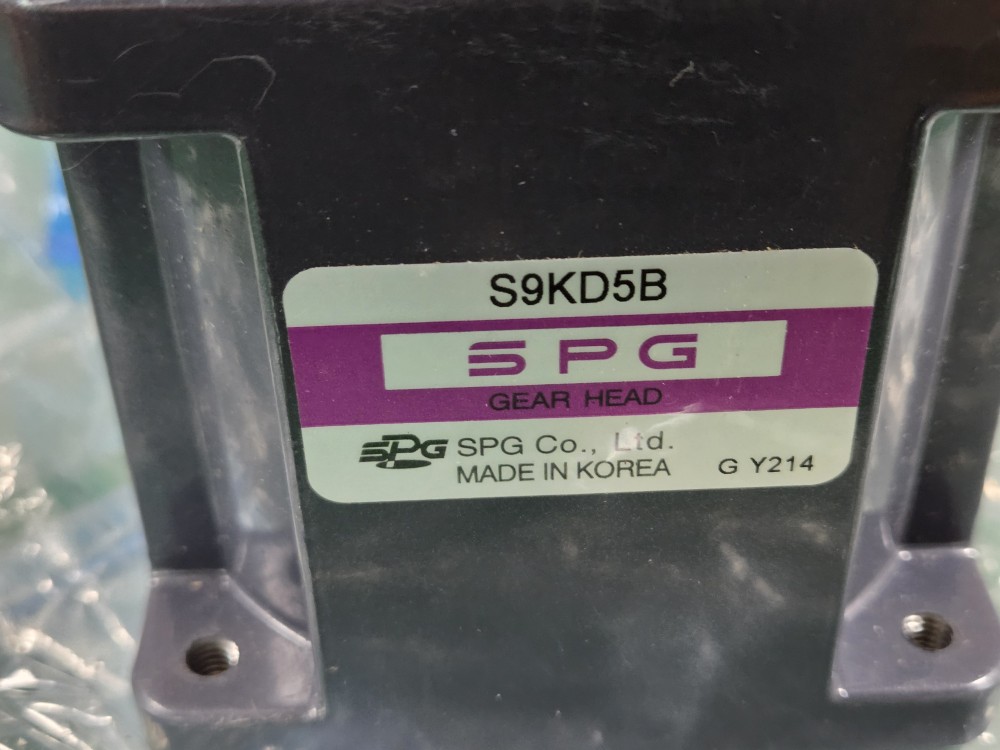 S9KD5B
SPG
GEAR HEAD
SPG SPG Co., Ltd.
MADE IN KOREA G Y214